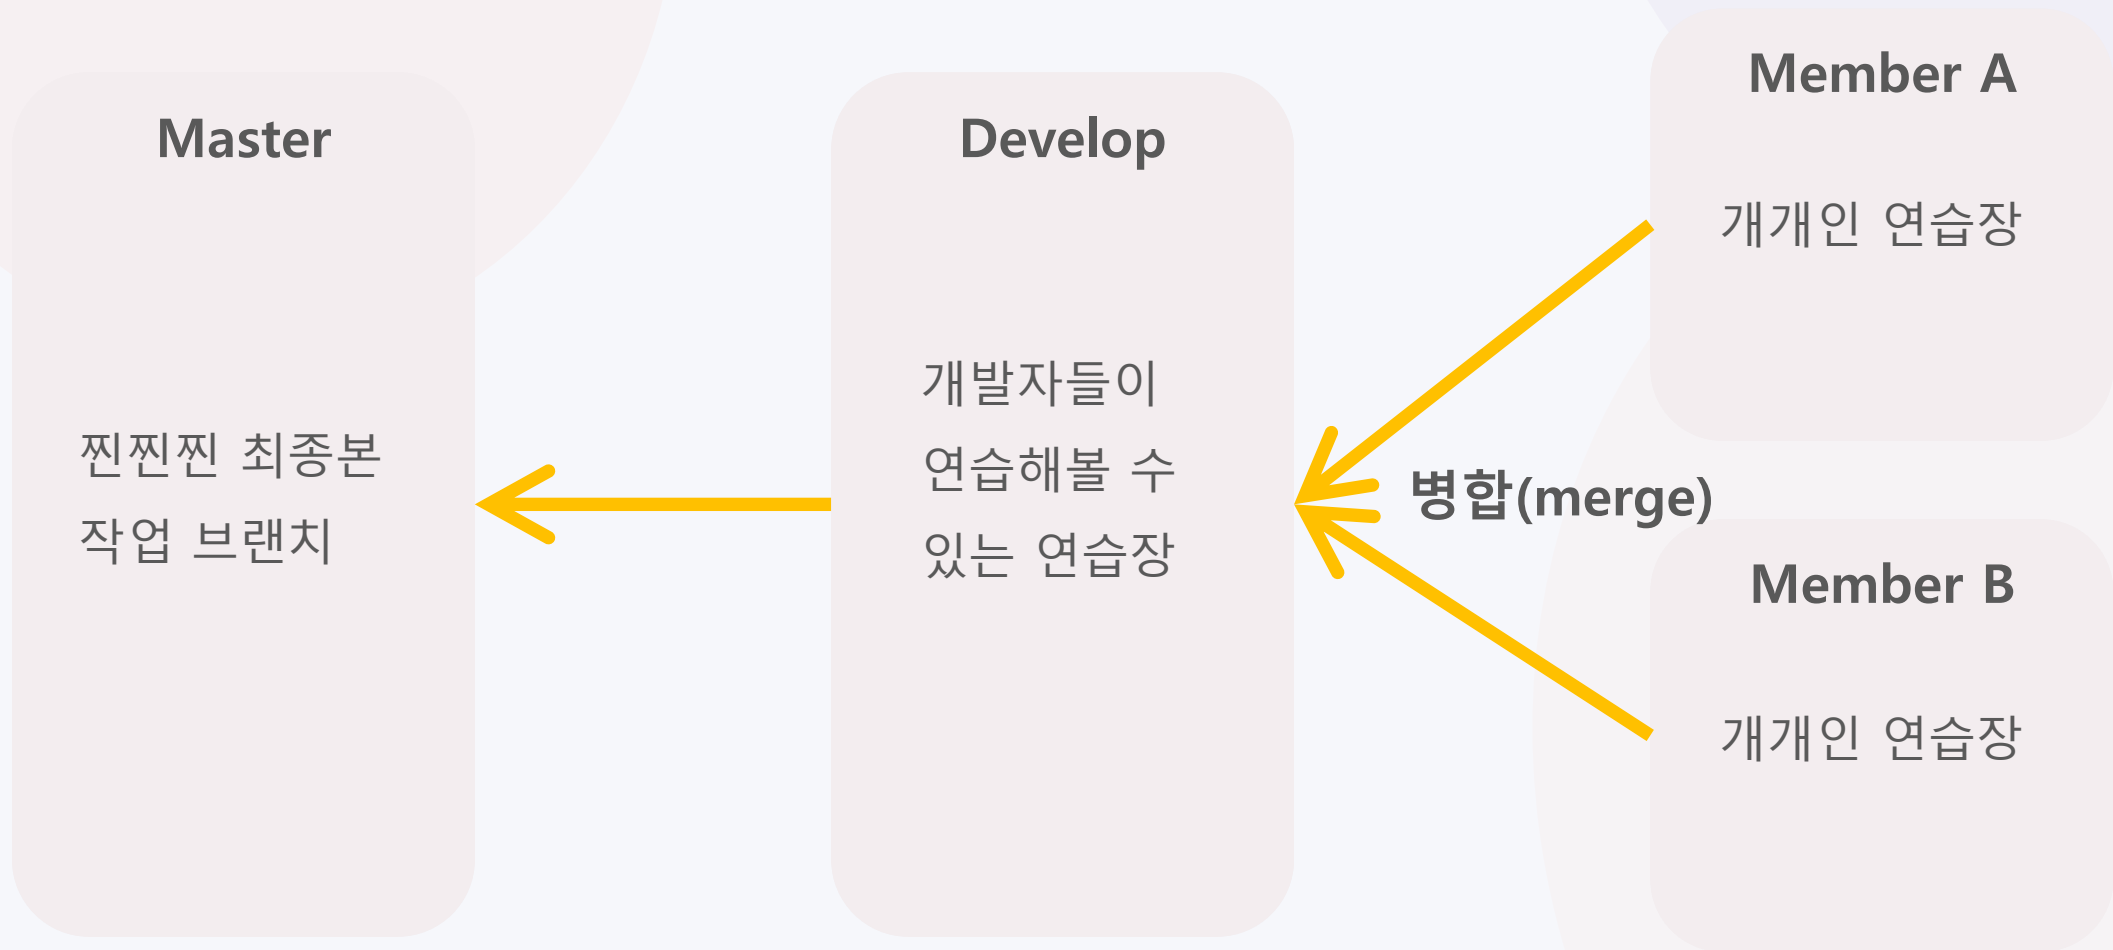 Master
찐찐찐 최종본
작업 브랜치
Develop
개발자들이
연습해볼 수
있는 연습장
병합(merge)
Member A
개개인 연습장
Member B
개개인 연습장